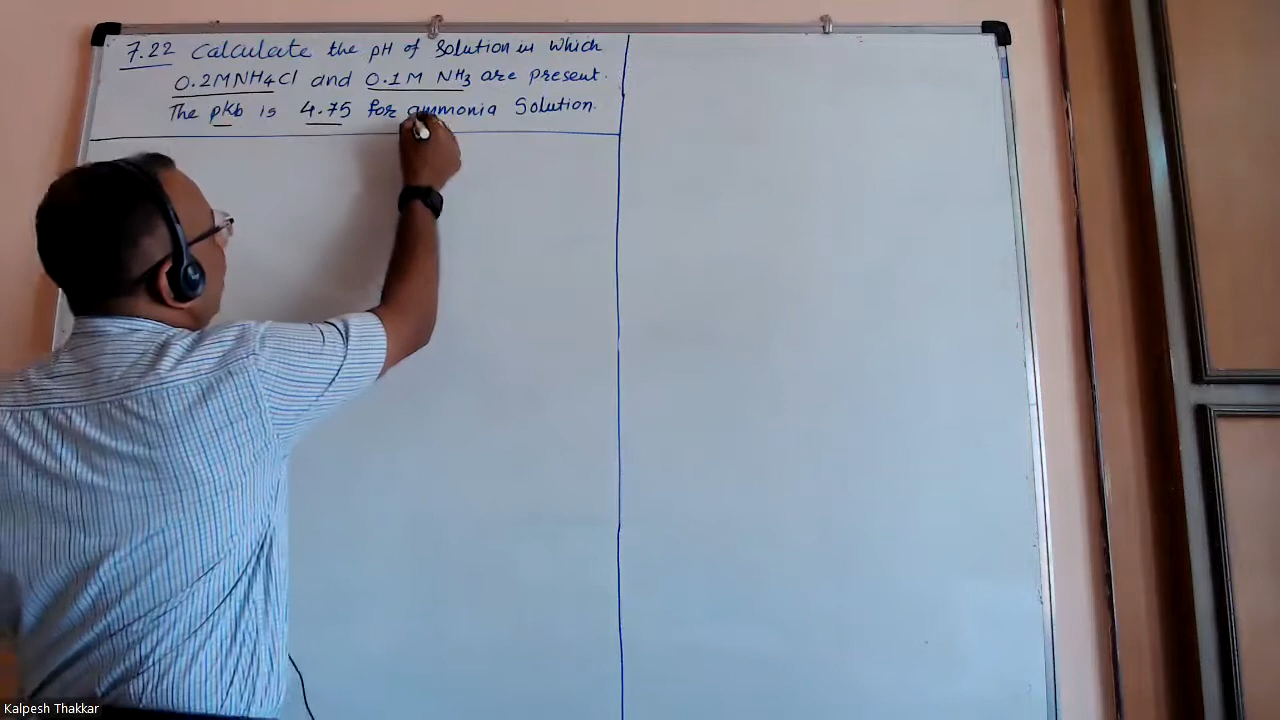 7.22 Calculate the pH of Solution in which
0.2MNH4Cl and 0.1M NH3 are present.
The pKb is 4.75 for ammonia Solution.
Kalpesh Thakkar